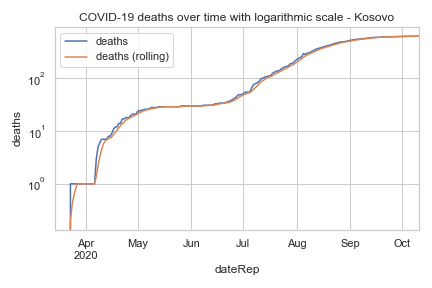 COVID-19 deaths over time with logarithmic scale - Kosovo
deaths
deaths (rolling)
10²
10¹
10⁰
deaths
Apr
2020
May
Jun
Jul
Aug
Sep
Oct
dateRep